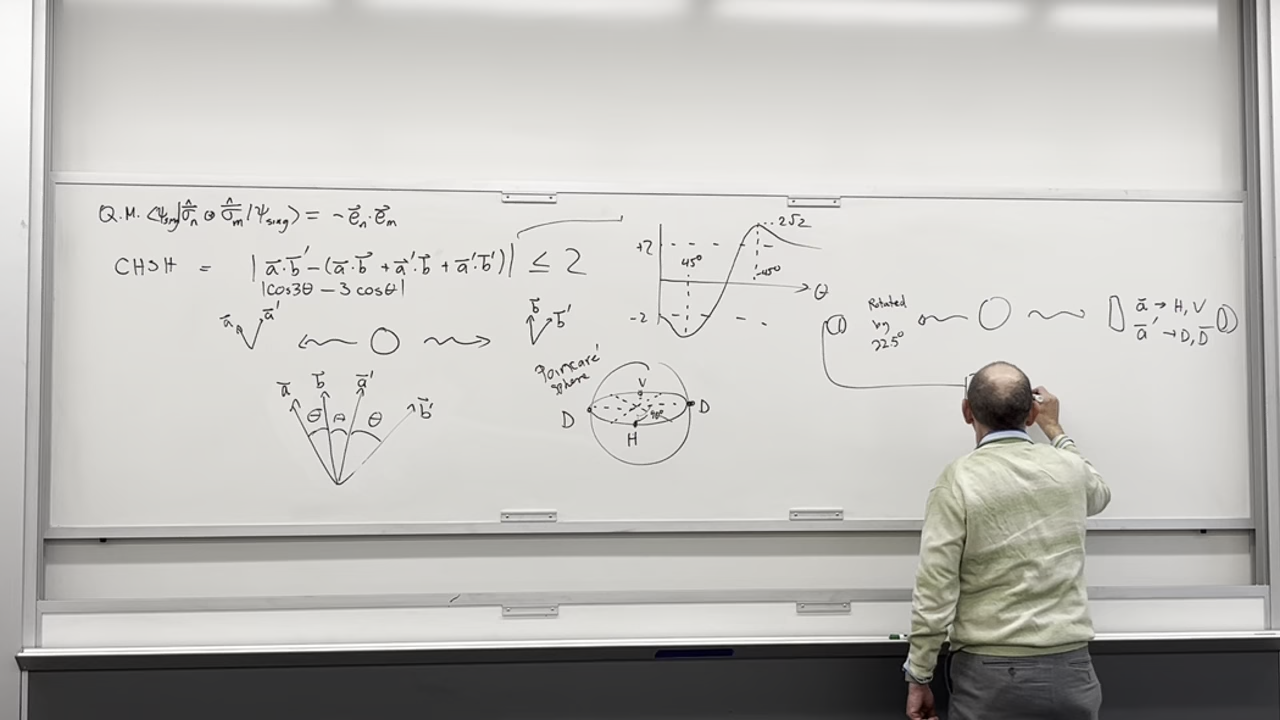 Q.M. <ψsing|σ̂n ⊗ σ̂m|ψsing> = - e⃗n·e⃗m
CHSH = |a⃗·b⃗' - (a⃗·b⃗ + a⃗'·b⃗ + a⃗'·b⃗')| ≤ 2
|cos3θ - 3 cosθ|
a⃗ a⃗'
b⃗ b⃗'
a⃗ b⃗ a⃗' b⃗'
θ θ θ
+2 45° 2√2
-45° θ
-2
Poincaré
sphere
V
D 90° D
H
Rotated
by
22.5°
a⃗ → H, V
a⃗' → D, D̄